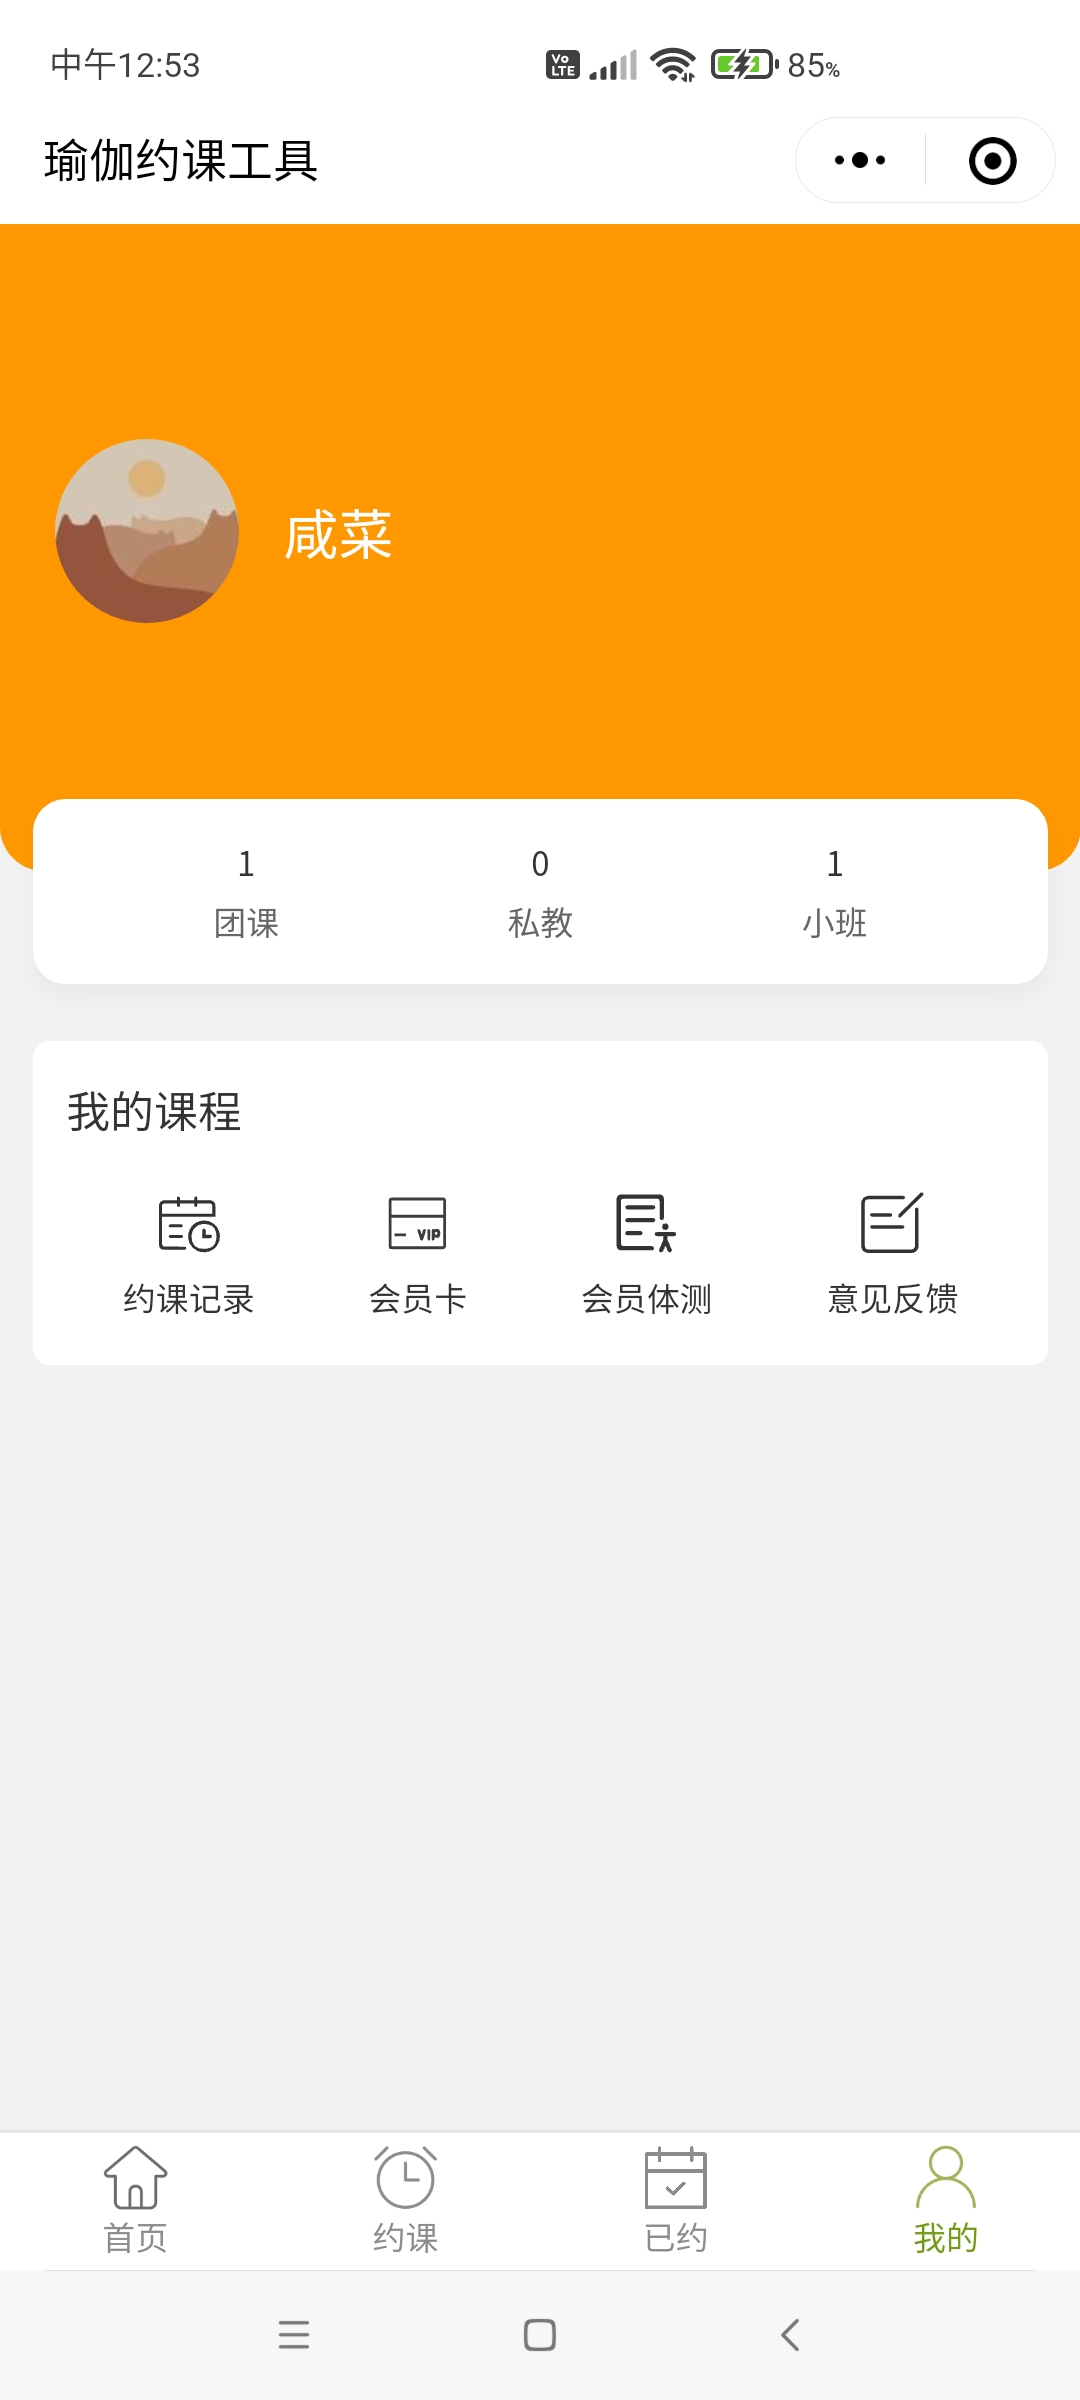 中午12:53
Vo LTE
85%
瑜伽约课工具
咸菜
1 0 1
团课 私教 小班
我的课程
VIP
约课记录 会员卡 会员体测 意见反馈
首页 约课 已约 我的